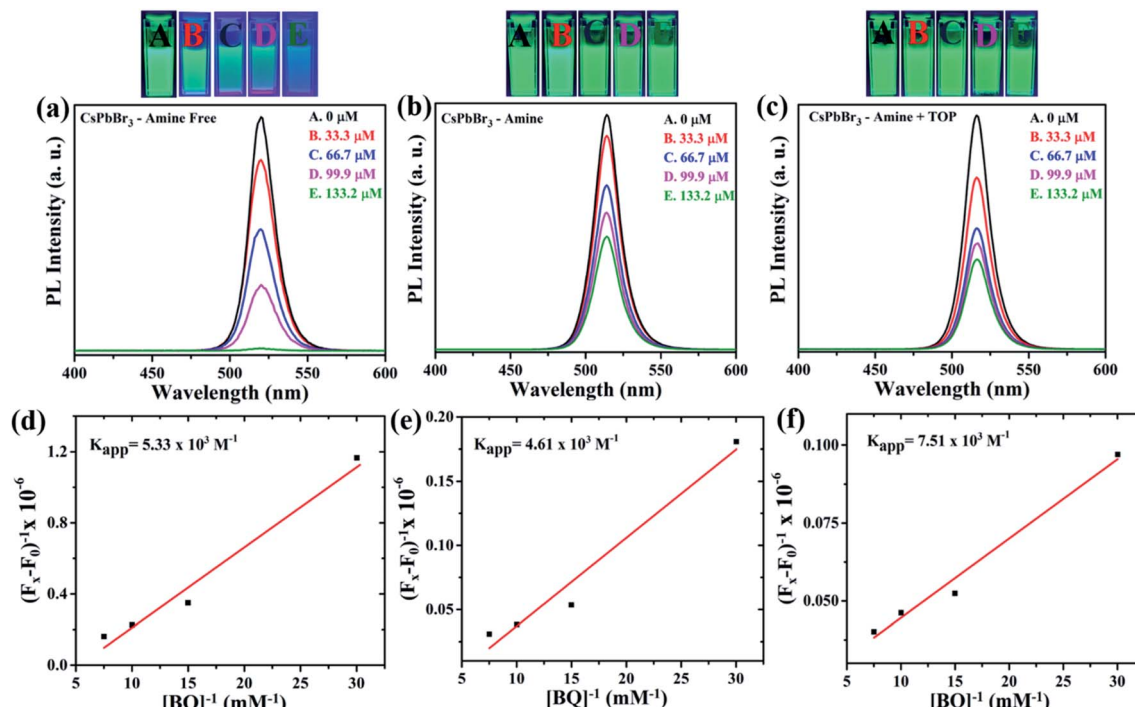 A B C D E
A B C D E
A B C D E
(a)
CsPbBr₃ - Amine Free
A. 0 µM
B. 33.3 µM
C. 66.7 µM
D. 99.9 µM
E. 133.2 µM
PL Intensity (a. u.)
400 450 500 550 600
Wavelength (nm)
(b)
CsPbBr₃ - Amine
A. 0 µM
B. 33.3 µM
C. 66.7 µM
D. 99.9 µM
E. 133.2 µM
PL Intensity (a. u.)
400 450 500 550 600
Wavelength (nm)
(c)
CsPbBr₃ - Amine + TOP
A. 0 µM
B. 33.3 µM
C. 66.7 µM
D. 99.9 µM
E. 133.2 µM
PL Intensity (a. u.)
400 450 500 550 600
Wavelength (nm)
(d)
K_app= 5.33 x 10³ M⁻¹
(Fₓ-F₀)⁻¹x 10⁻⁶
1.2
0.8
0.4
0.0
5 10 15 20 25 30
[BQ]⁻¹ (mM⁻¹)
(e)
K_app= 4.61 x 10³ M⁻¹
(Fₓ-F₀)⁻¹x 10⁻⁶
0.20
0.15
0.10
0.05
5 10 15 20 25 30
[BQ]⁻¹ (mM⁻¹)
(f)
K_app= 7.51 x 10³ M⁻¹
(Fₓ-F₀)⁻¹ x 10⁻⁶
0.100
0.075
0.050
5 10 15 20 25 30
[BQ]⁻¹ (mM⁻¹)